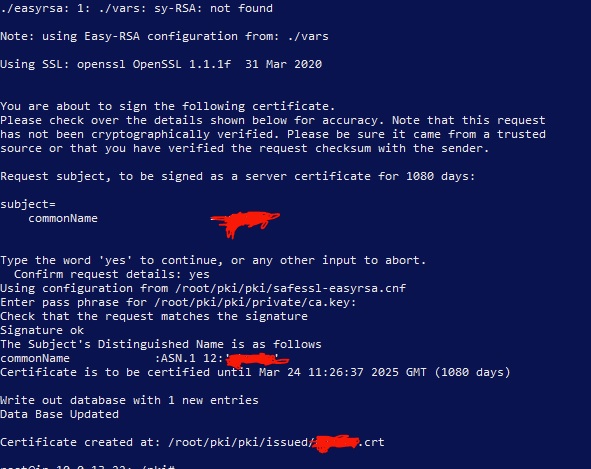 ./easyrsa: 1: ./vars: sy-RSA: not found
Note: using Easy-RSA configuration from: ./vars
Using SSL: openssl OpenSSL 1.1.1f  31 Mar 2020
You are about to sign the following certificate.
Please check over the details shown below for accuracy. Note that this request
has not been cryptographically verified. Please be sure it came from a trusted
source or that you have verified the request checksum with the sender.
Request subject, to be signed as a server certificate for 1080 days:
subject=
    commonName
Type the word 'yes' to continue, or any other input to abort.
  Confirm request details: yes
Using configuration from /root/pki/pki/safessl-easyrsa.cnf
Enter pass phrase for /root/pki/pki/private/ca.key:
Check that the request matches the signature
Signature ok
The Subject's Distinguished Name is as follows
commonName            :ASN.1 12:'
Certificate is to be certified until Mar 24 11:26:37 2025 GMT (1080 days)
Write out database with 1 new entries
Data Base Updated
Certificate created at: /root/pki/pki/issued/ .crt